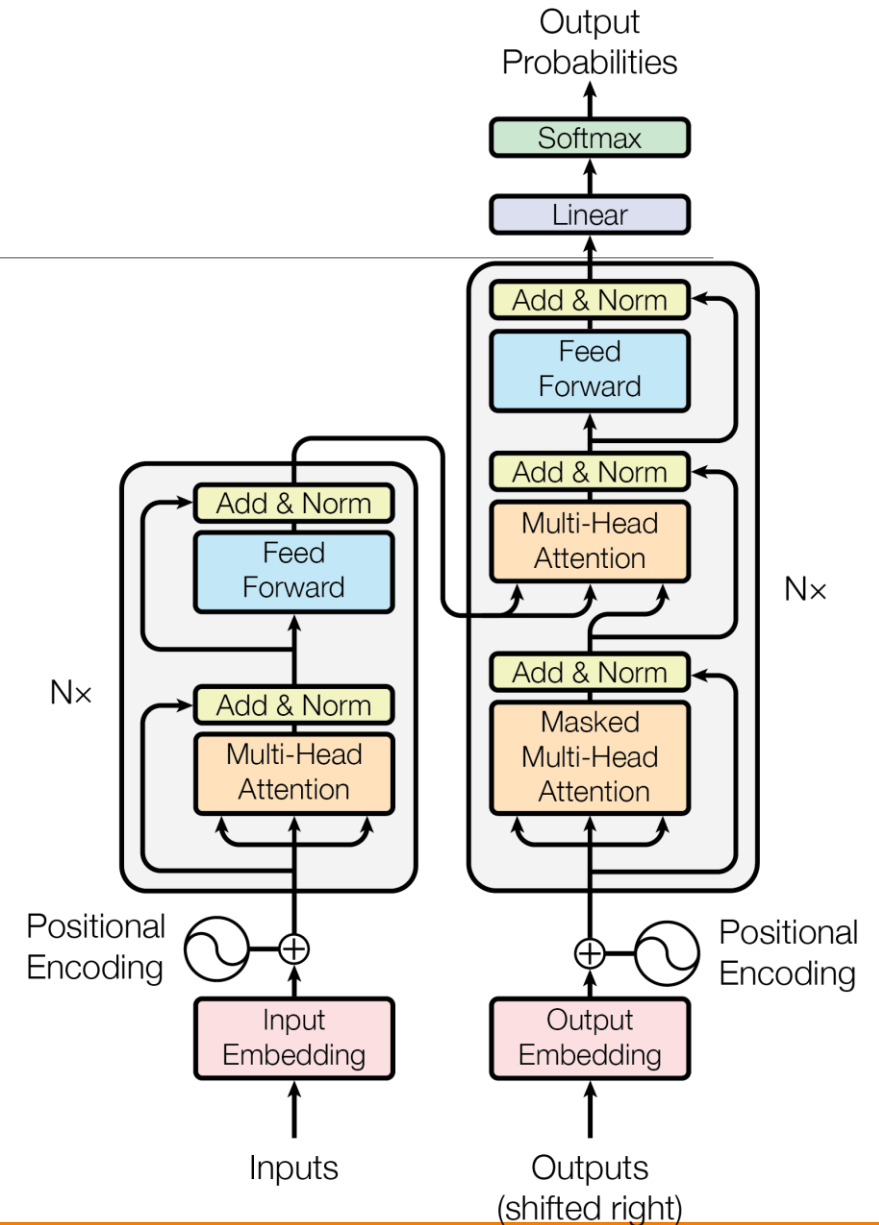 Output
Probabilities
Softmax
Linear
Add & Norm
Feed
Forward
Add & Norm
Multi-Head
Attention
Add & Norm
Masked
Multi-Head
Attention
N×
Add & Norm
Feed
Forward
Add & Norm
Multi-Head
Attention
N×
Positional
Encoding
Positional
Encoding
Input
Embedding
Output
Embedding
Inputs
Outputs
(shifted right)